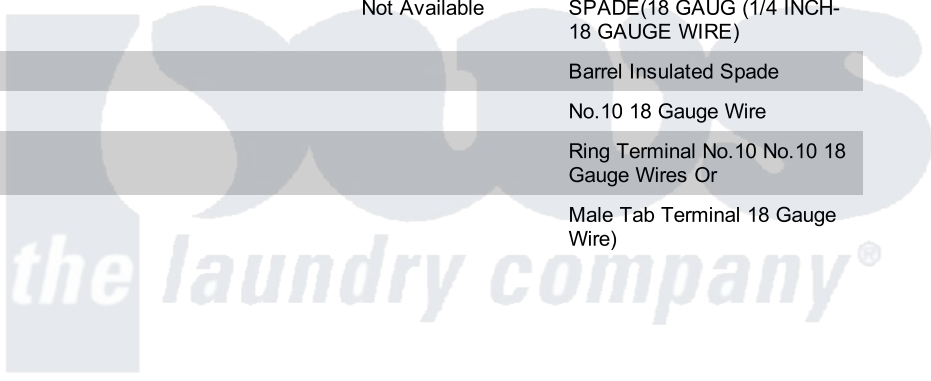 Not Available SPADE(18 GAUG (1/4 INCH-
18 GAUGE WIRE)
Barrel Insulated Spade
No.10 18 Gauge Wire
Ring Terminal No.10 No.10 18
Gauge Wires Or
Male Tab Terminal 18 Gauge
Wire)
the laundry company®